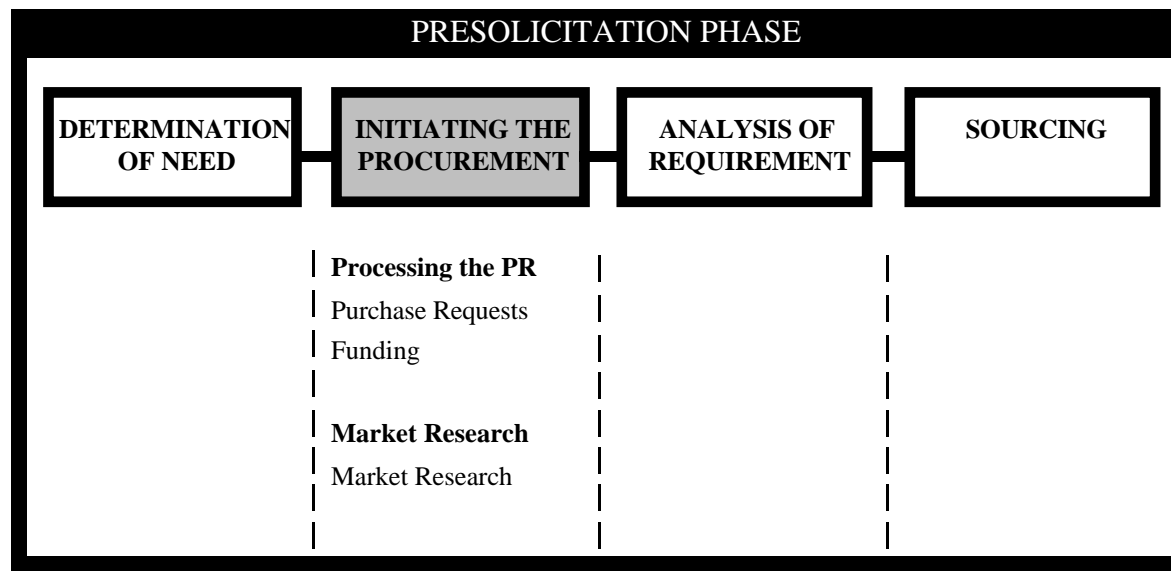 PRESOLICITATION PHASE
DETERMINATION
OF NEED
INITIATING THE
PROCUREMENT
ANALYSIS OF
REQUIREMENT
SOURCING
Processing the PR
Purchase Requests
Funding
Market Research
Market Research